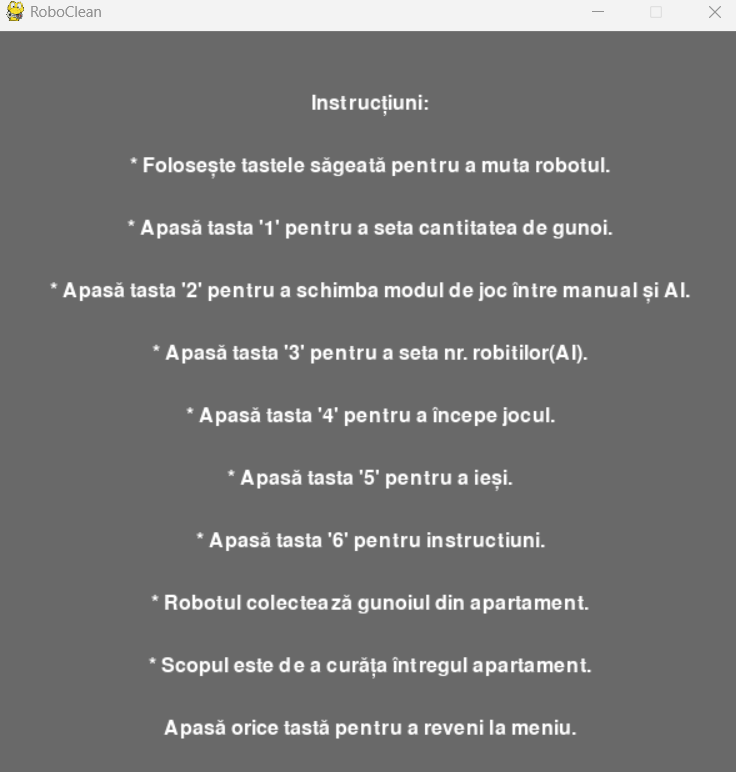 RoboClean
Instrucțiuni:
* Folosește tastele săgeată pentru a muta robotul.
* Apasă tasta '1' pentru a seta cantitatea de gunoi.
* Apasă tasta '2' pentru a schimba modul de joc între manual și AI.
* Apasă tasta '3' pentru a seta nr. robitilor(AI).
* Apasă tasta '4' pentru a începe jocul.
* Apasă tasta '5' pentru a ieși.
* Apasă tasta '6' pentru instructiuni.
* Robotul colectează gunoiul din apartament.
* Scopul este de a curăța întregul apartament.
Apasă orice tastă pentru a reveni la meniu.